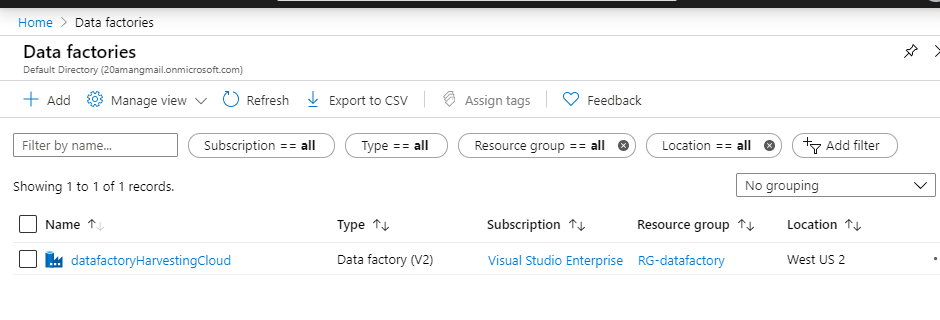 Home > Data factories
Data factories
Default Directory (20amangmail.onmicrosoft.com)
Add Manage view Refresh Export to CSV Assign tags Feedback
Filter by name... Subscription == all Type == all Resource group == all Location == all Add filter
Showing 1 to 1 of 1 records. No grouping
Name Type Subscription Resource group Location
datafactoryHarvestingCloud Data factory (V2) Visual Studio Enterprise RG-datafactory West US 2